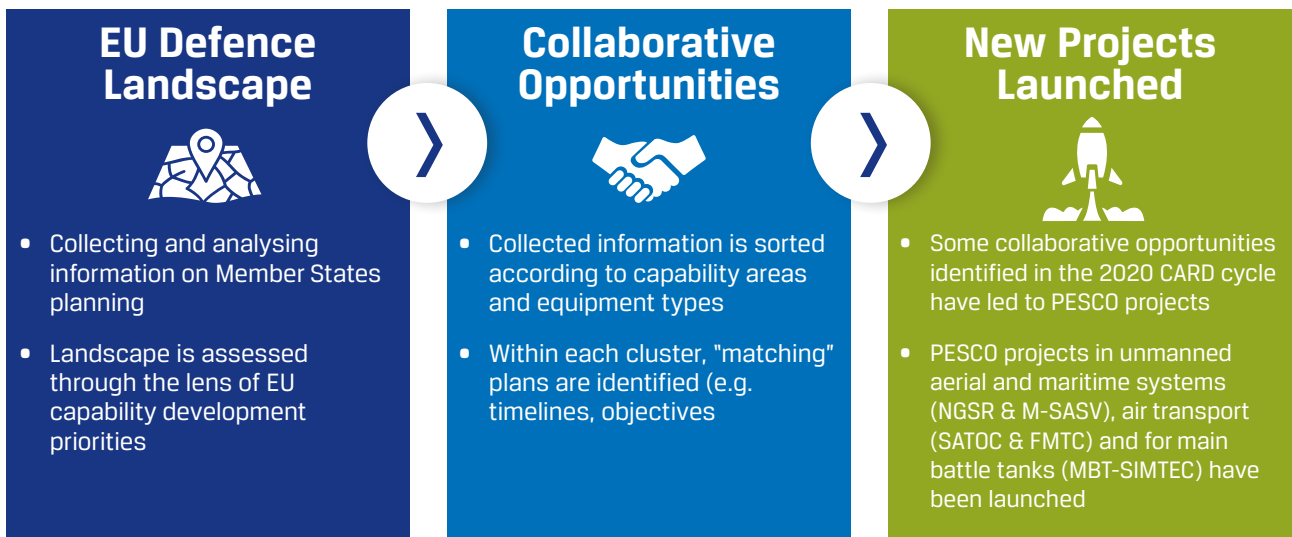 EU Defence
Landscape
• Collecting and analysing
information on Member States
planning
• Landscape is assessed
through the lens of EU
capability development
priorities
Collaborative
Opportunities
• Collected information is sorted
according to capability areas
and equipment types
• Within each cluster, "matching"
plans are identified (e.g.
timelines, objectives
New Projects
Launched
• Some collaborative opportunities
identified in the 2020 CARD cycle
have led to PESCO projects
• PESCO projects in unmanned
aerial and maritime systems
(NGSR & M-SASV), air transport
(SATOC & FMTC) and for main
battle tanks (MBT-SIMTEC) have
been launched